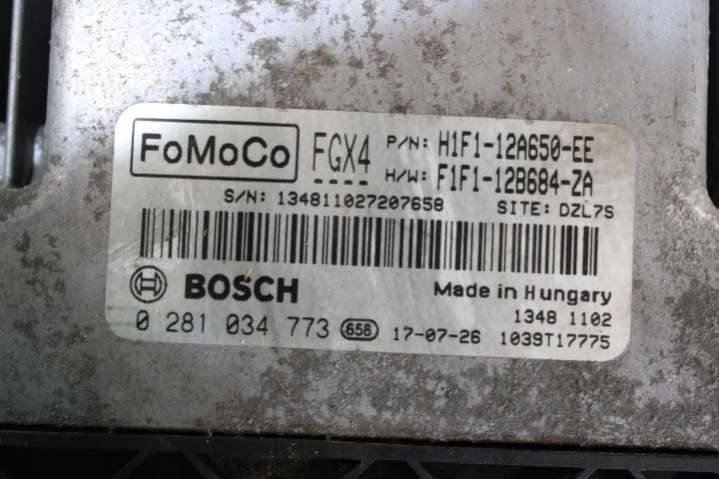 FoMoCo FGX4 P/N: H1F1-12A650-EE
H/W: F1F1-12B684-ZA
S/N: 134811027207658 SITE: DZL7S
BOSCH Made in Hungary
1348 1102
0 281 034 773 658 17-07-26 1039T17775